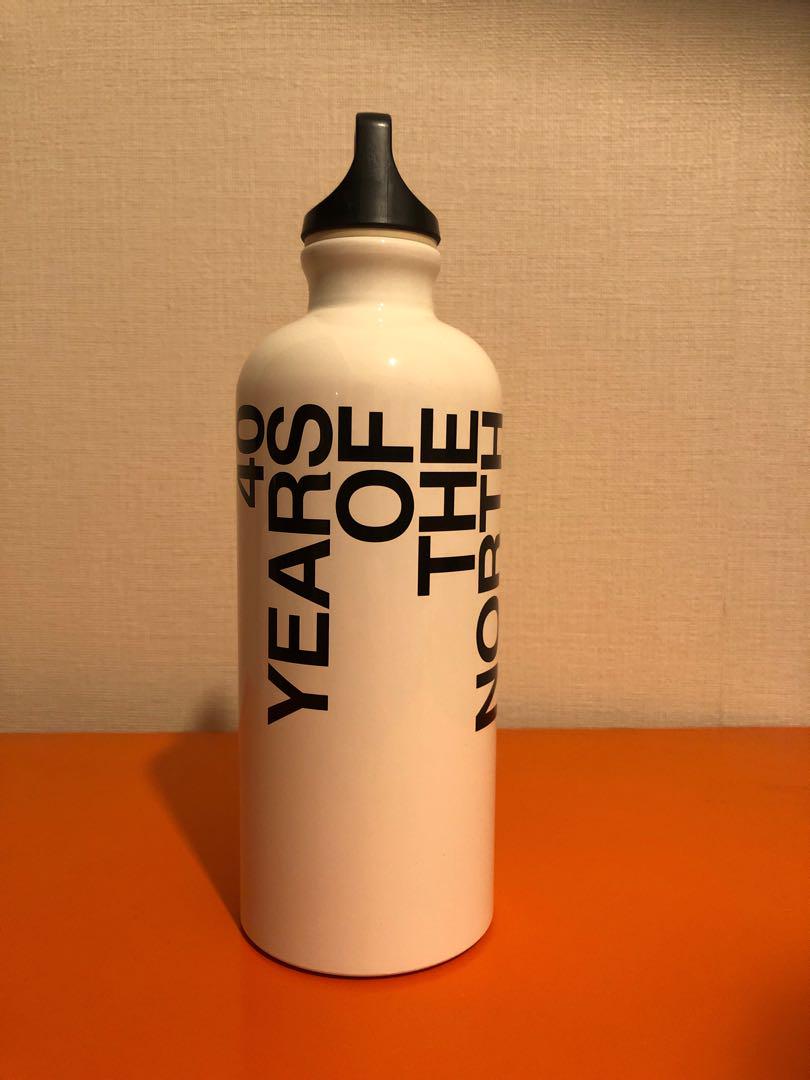 40
YEARS
OF
THE
NORTH